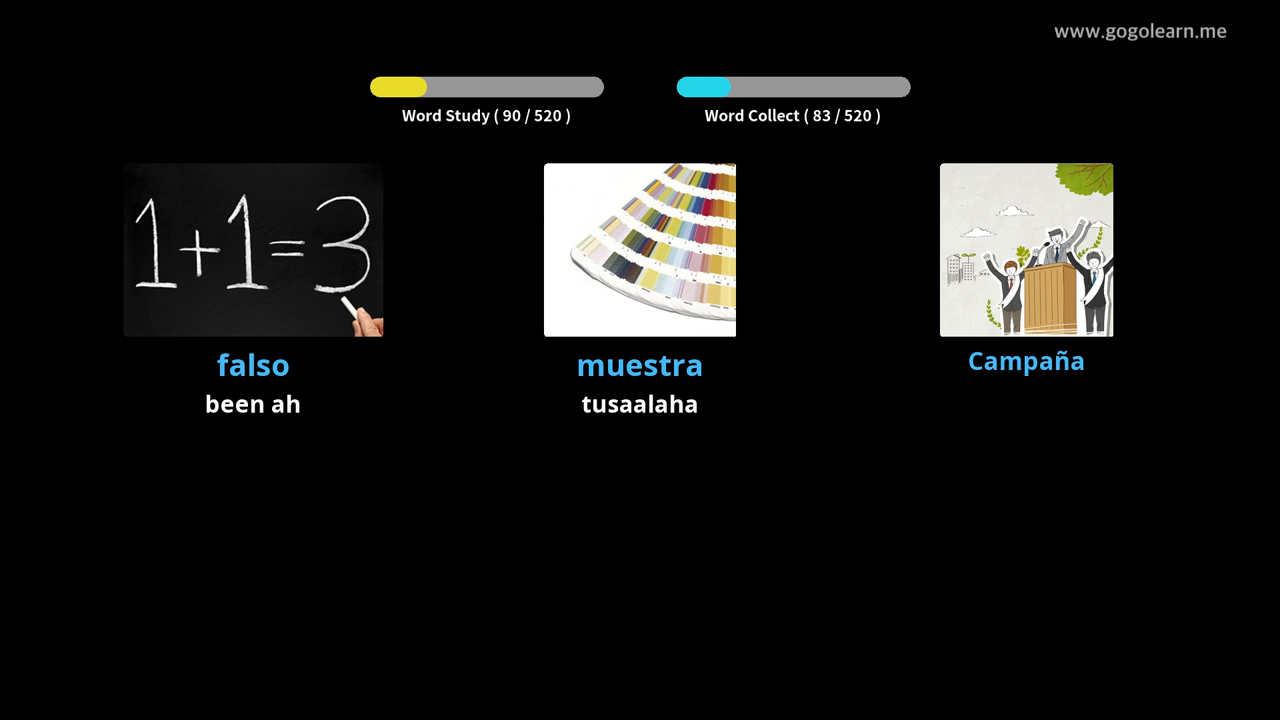 www.gogolearn.me
Word Study ( 90 / 520 )
Word Collect ( 83 / 520 )
1+1=3
falso
muestra
Campaña
been ah
tusaalaha